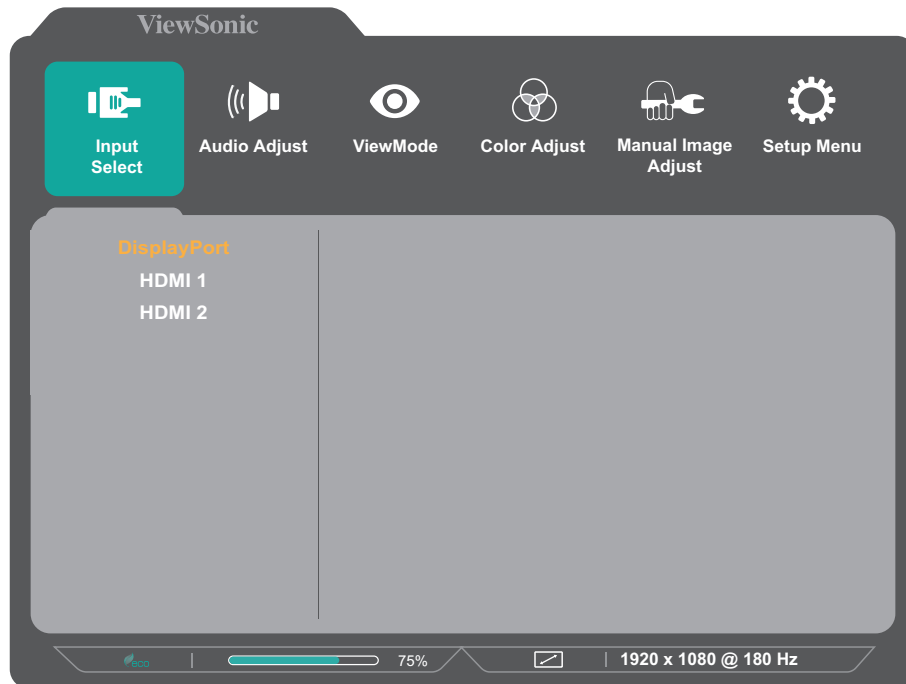 ViewSonic
Input
Select
Audio Adjust
ViewMode
Color Adjust
Manual Image
Adjust
Setup Menu
DisplayPort
HDMI 1
HDMI 2
eco
75%
1920 x 1080 @ 180 Hz